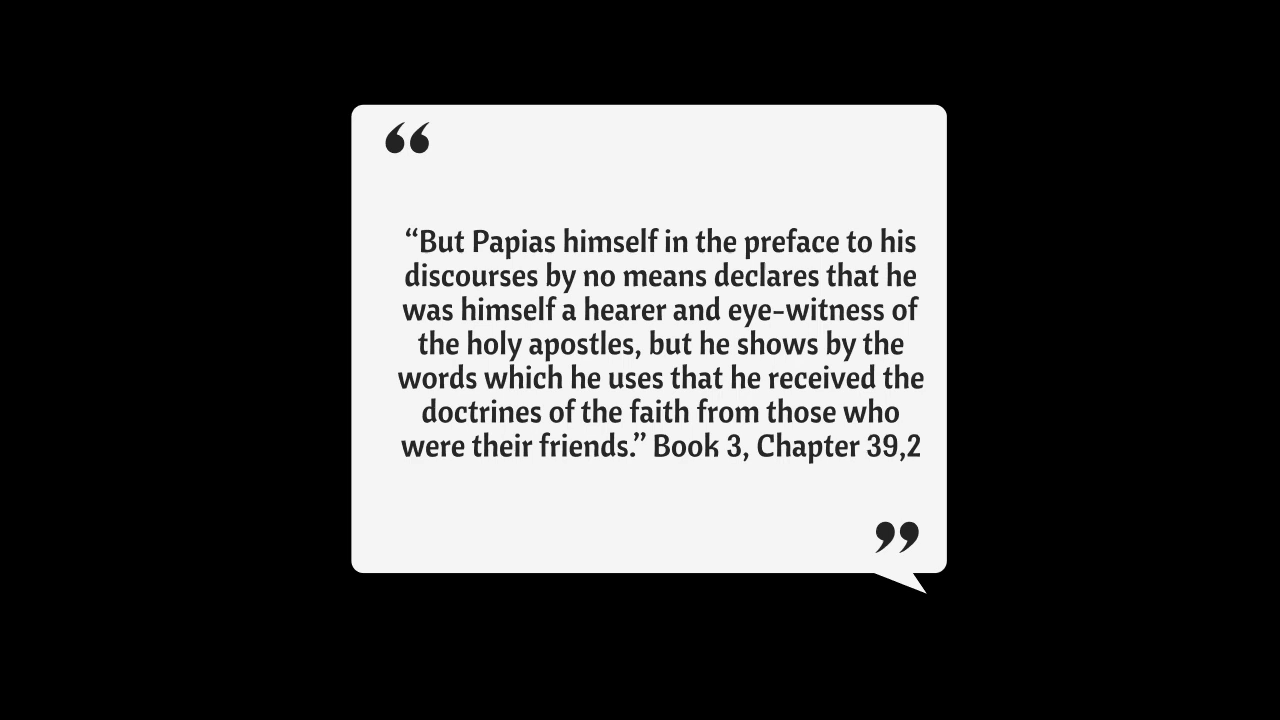 “
“But Papias himself in the preface to his
discourses by no means declares that he
was himself a hearer and eye-witness of
the holy apostles, but he shows by the
words which he uses that he received the
doctrines of the faith from those who
were their friends.” Book 3, Chapter 39,2
”